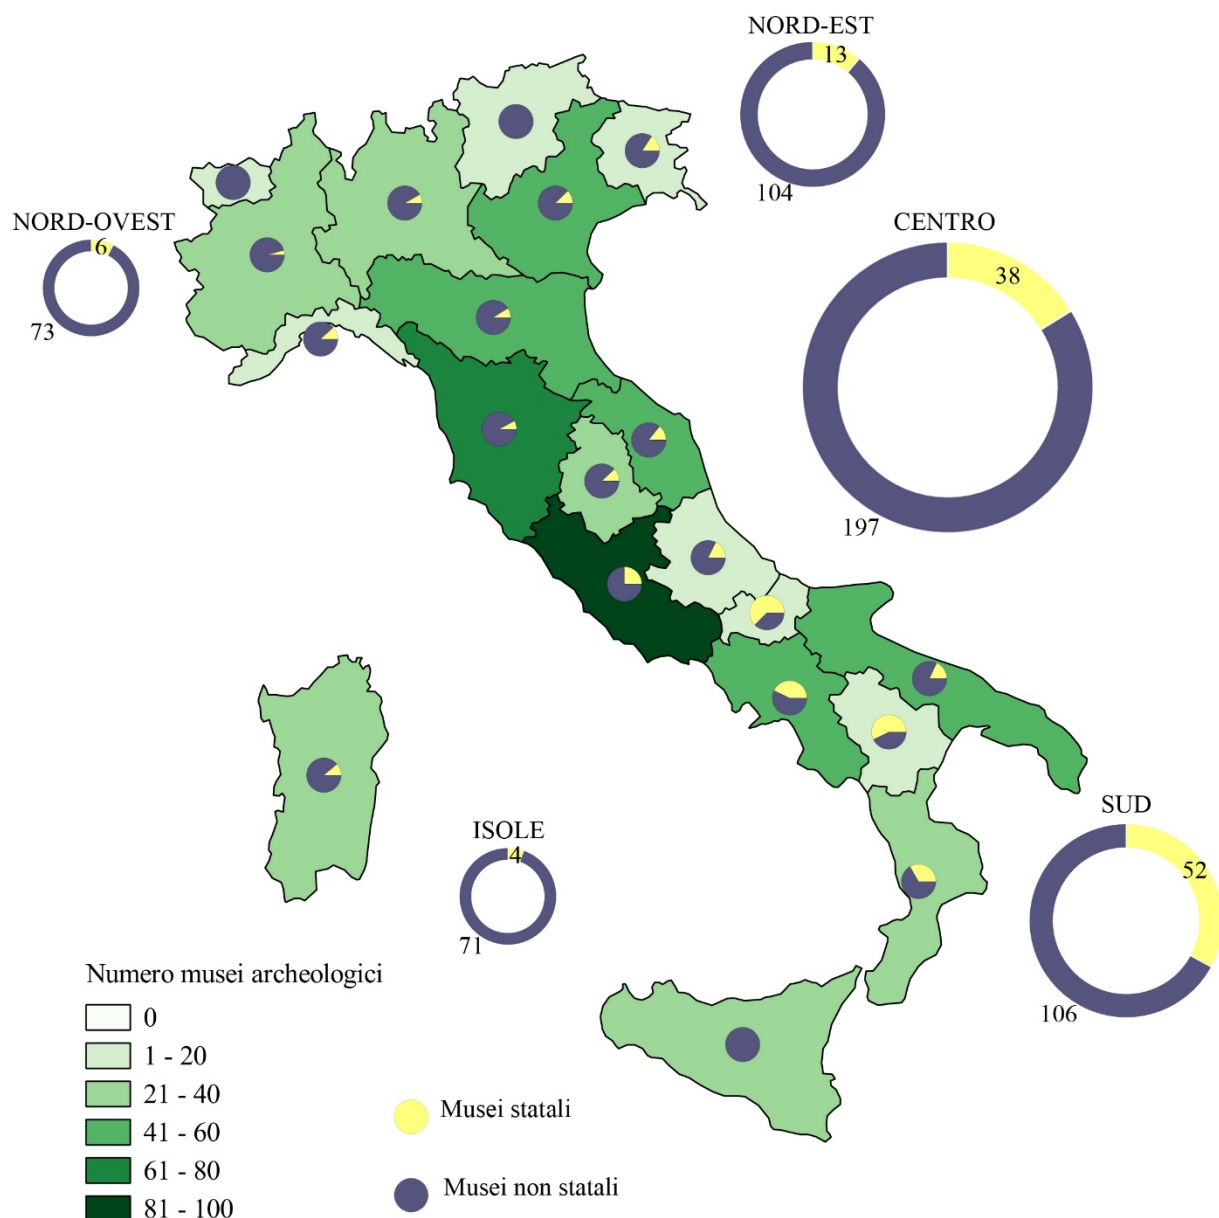 NORD-EST
13
104
NORD-OVEST
6
73
CENTRO
38
197
ISOLE
4
71
SUD
52
106
Numero musei archeologici
0
1 - 20
21 - 40
41 - 60
61 - 80
81 - 100
Musei statali
Musei non statali